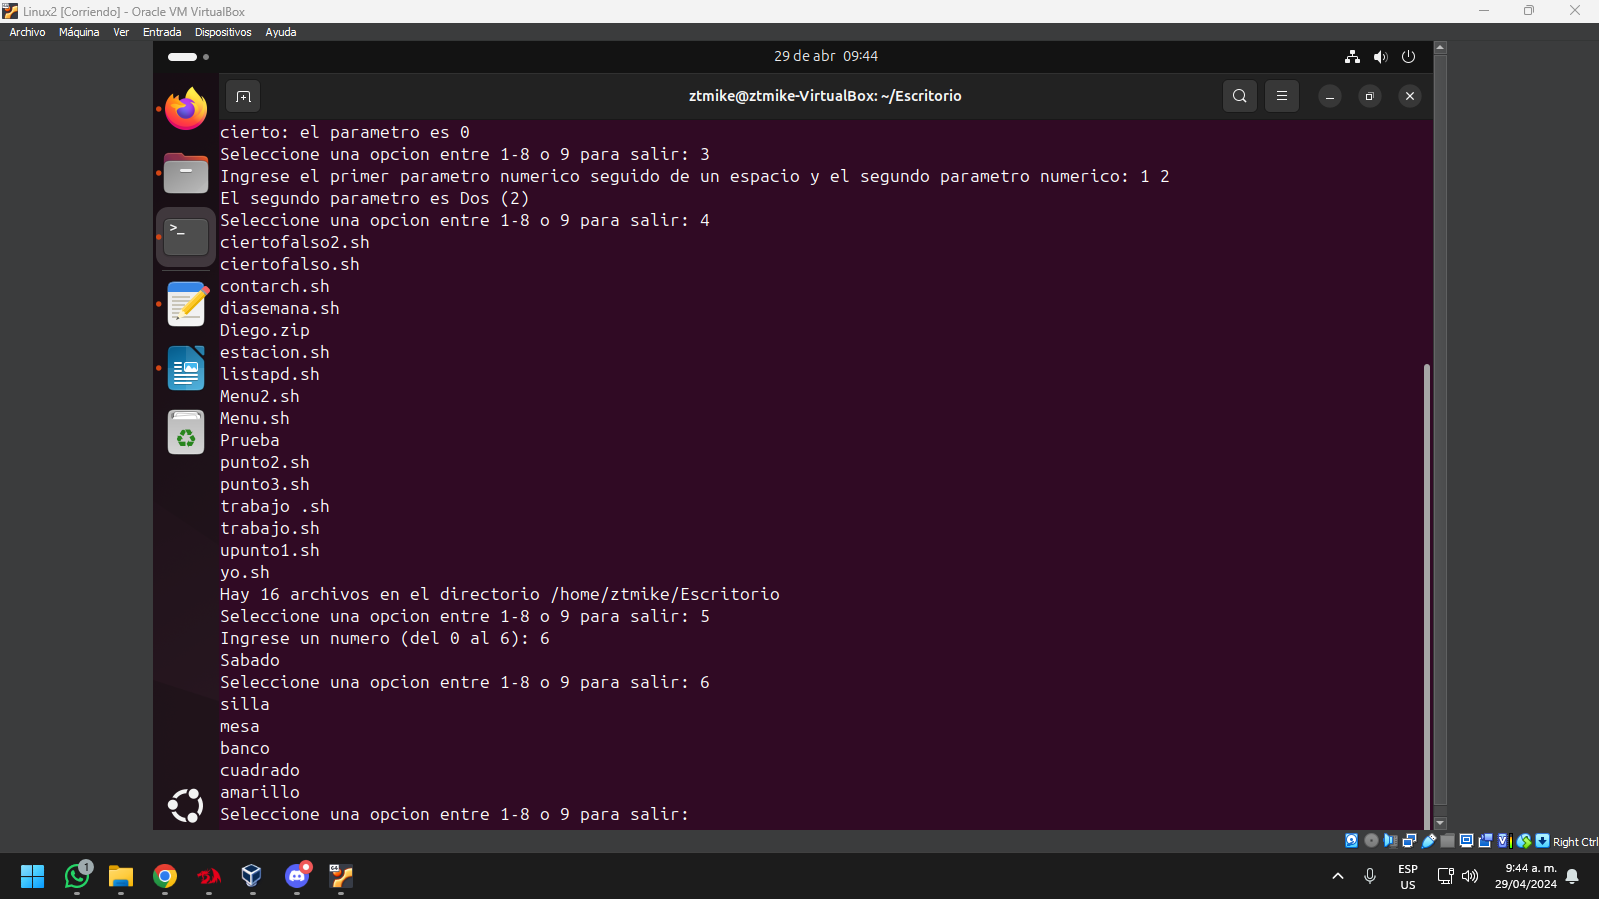 Linux2 [Corriendo] - Oracle VM VirtualBox
Archivo Máquina Ver Entrada Dispositivos Ayuda
29 de abr 09:44
ztmike@ztmike-VirtualBox: ~/Escritorio
cierto: el parametro es 0
Seleccione una opcion entre 1-8 o 9 para salir: 3
Ingrese el primer parametro numerico seguido de un espacio y el segundo parametro numerico: 1 2
El segundo parametro es Dos (2)
Seleccione una opcion entre 1-8 o 9 para salir: 4
ciertofalso2.sh
ciertofalso.sh
contarch.sh
diasemana.sh
Diego.zip
estacion.sh
listapd.sh
Menu2.sh
Menu.sh
Prueba
punto2.sh
punto3.sh
trabajo .sh
trabajo.sh
upunto1.sh
yo.sh
Hay 16 archivos en el directorio /home/ztmike/Escritorio
Seleccione una opcion entre 1-8 o 9 para salir: 5
Ingrese un numero (del 0 al 6): 6
Sabado
Seleccione una opcion entre 1-8 o 9 para salir: 6
silla
mesa
banco
cuadrado
amarillo
Seleccione una opcion entre 1-8 o 9 para salir:
Right Ctrl
1
ESP
US
9:44 a. m.
29/04/2024